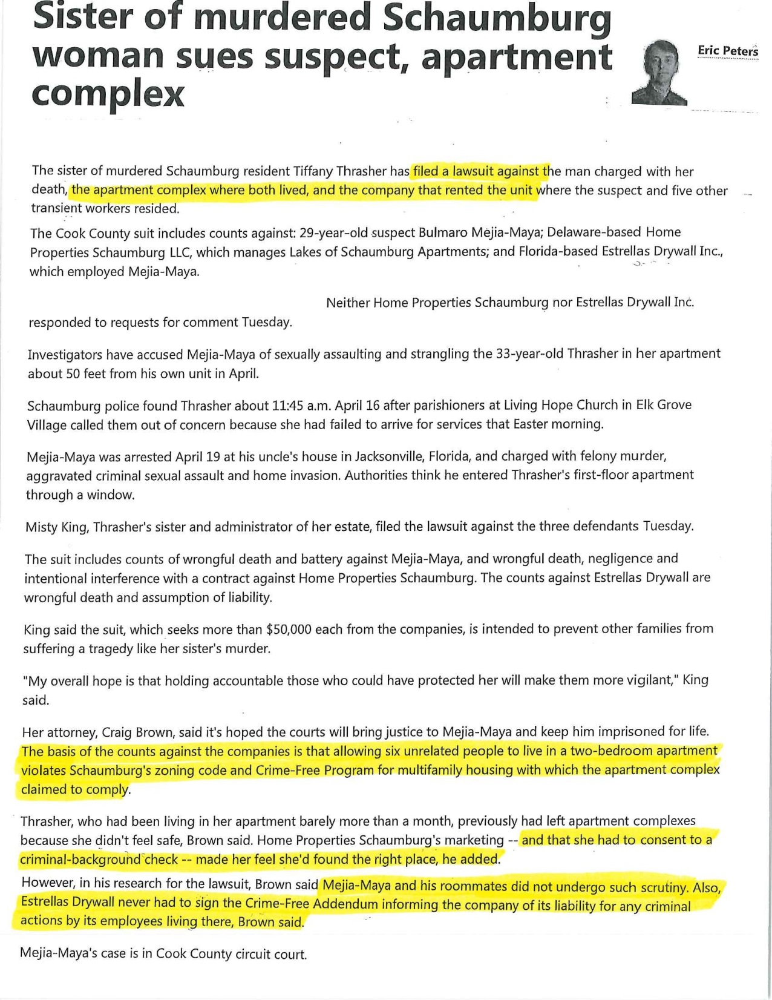 Sister of murdered Schaumburg
woman sues suspect, apartment
complex
Eric Peters
The sister of murdered Schaumburg resident Tiffany Thrasher has filed a lawsuit against the man charged with her
death, the apartment complex where both lived, and the company that rented the unit where the suspect and five other
transient workers resided.
The Cook County suit includes counts against: 29-year-old suspect Bulmaro Mejia-Maya; Delaware-based Home
Properties Schaumburg LLC, which manages Lakes of Schaumburg Apartments; and Florida-based Estrellas Drywall Inc.,
which employed Mejia-Maya.
Neither Home Properties Schaumburg nor Estrellas Drywall Inc.
responded to requests for comment Tuesday.
Investigators have accused Mejia-Maya of sexually assaulting and strangling the 33-year-old Thrasher in her apartment
about 50 feet from his own unit in April.
Schaumburg police found Thrasher about 11:45 a.m. April 16 after parishioners at Living Hope Church in Elk Grove
Village called them out of concern because she had failed to arrive for services that Easter morning.
Mejia-Maya was arrested April 19 at his uncle's house in Jacksonville, Florida, and charged with felony murder,
aggravated criminal sexual assault and home invasion. Authorities think he entered Thrasher's first-floor apartment
through a window.
Misty King, Thrasher's sister and administrator of her estate, filed the lawsuit against the three defendants Tuesday.
The suit includes counts of wrongful death and battery against Mejia-Maya, and wrongful death, negligence and
intentional interference with a contract against Home Properties Schaumburg. The counts against Estrellas Drywall are
wrongful death and assumption of liability.
King said the suit, which seeks more than $50,000 each from the companies, is intended to prevent other families from
suffering a tragedy like her sister's murder.
"My overall hope is that holding accountable those who could have protected her will make them more vigilant," King
said.
Her attorney, Craig Brown, said it's hoped the courts will bring justice to Mejia-Maya and keep him imprisoned for life.
The basis of the counts against the companies is that allowing six unrelated people to live in a two-bedroom apartment
violates Schaumburg's zoning code and Crime-Free Program for multifamily housing with which the apartment complex
claimed to comply.
Thrasher, who had been living in her apartment barely more than a month, previously had left apartment complexes
because she didn't feel safe, Brown said. Home Properties Schaumburg's marketing -- and that she had to consent to a
criminal-background check -- made her feel she'd found the right place, he added.
However, in his research for the lawsuit, Brown said Mejia-Maya and his roommates did not undergo such scrutiny. Also,
Estrellas Drywall never had to sign the Crime-Free Addendum informing the company of its liability for any criminal
actions by its employees living there, Brown said.
Mejia-Maya's case is in Cook County circuit court.